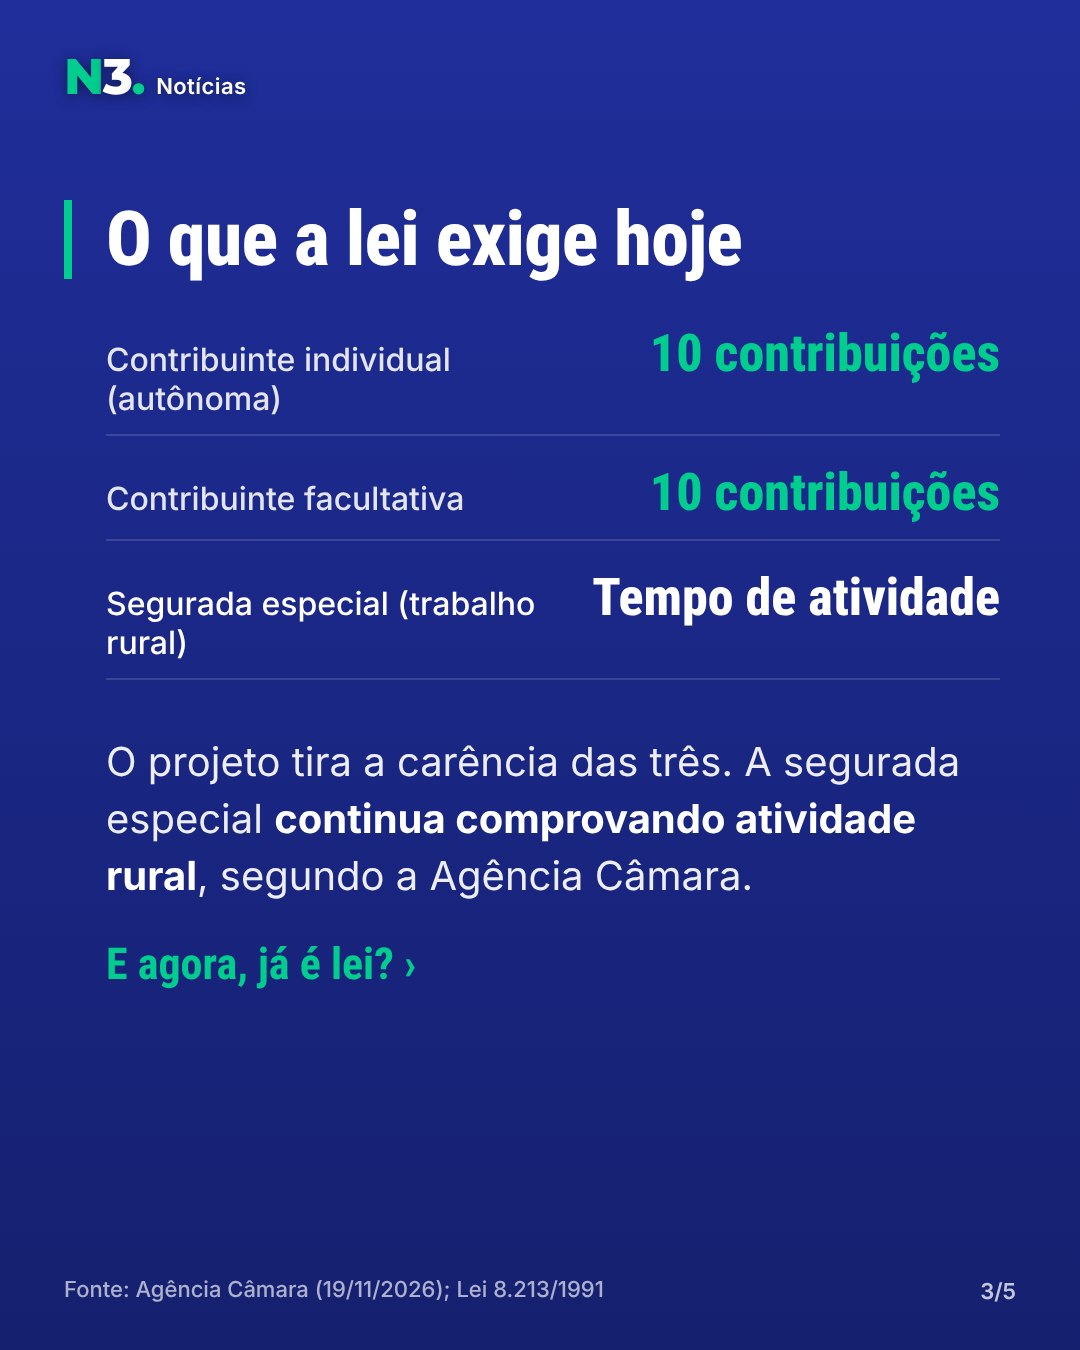 N3. Notícias
O que a lei exige hoje
Contribuinte individual (autônoma)
10 contribuições
Contribuinte facultativa
10 contribuições
Segurada especial (trabalho rural)
Tempo de atividade
O projeto tira a carência das três. A segurada
especial continua comprovando atividade
rural, segundo a Agência Câmara.
E agora, já é lei? ›
Fonte: Agência Câmara (19/11/2026); Lei 8.213/1991
3/5